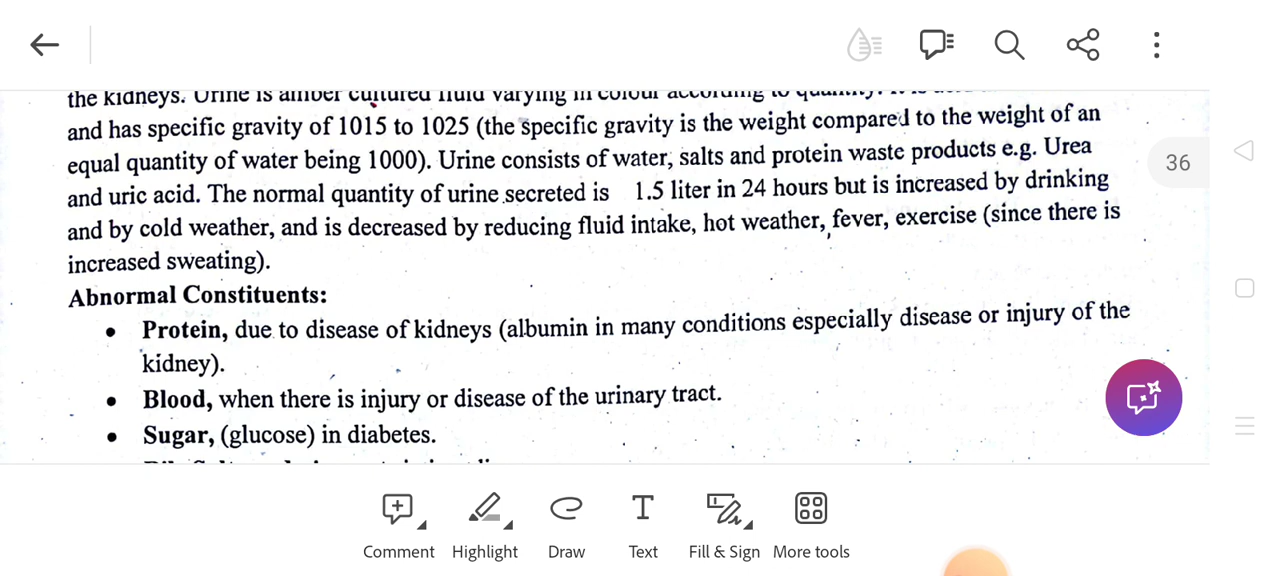 the kidneys. Urine is amber cultured fluid varying in colour according to quantity. It is
and has specific gravity of 1015 to 1025 (the specific gravity is the weight compared to the weight of an
36
equal quantity of water being 1000). Urine consists of water, salts and protein waste products e.g. Urea
and uric acid. The normal quantity of urine secreted is 1.5 liter in 24 hours but is increased by drinking
and by cold weather, and is decreased by reducing fluid intake, hot weather, fever, exercise (since there is
increased sweating).
Abnormal Constituents:
• Protein, due to disease of kidneys (albumin in many conditions especially disease or injury of the
kidney).
• Blood, when there is injury or disease of the urinary tract.
• Sugar, (glucose) in diabetes.
Comment Highlight Draw Text Fill & Sign More tools